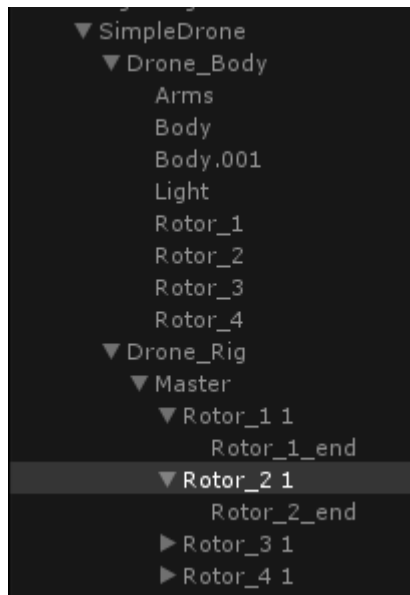 SimpleDrone
Drone_Body
Arms
Body
Body.001
Light
Rotor_1
Rotor_2
Rotor_3
Rotor_4
Drone_Rig
Master
Rotor_1 1
Rotor_1_end
Rotor_2 1
Rotor_2_end
Rotor_3 1
Rotor_4 1